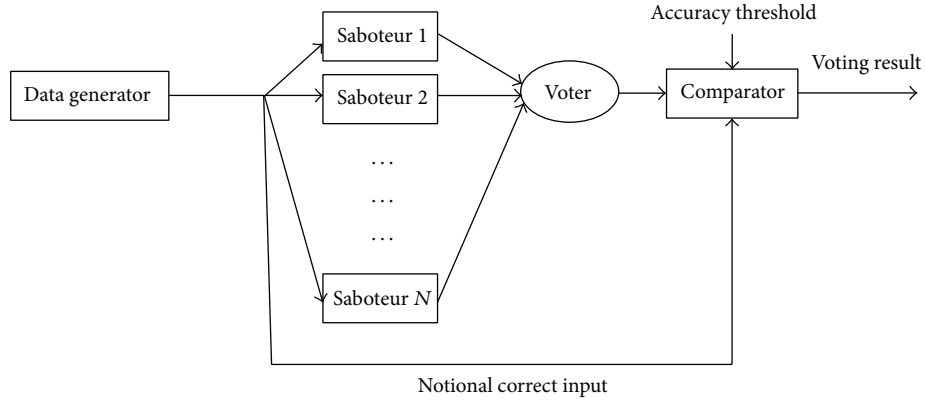 Accuracy threshold
Saboteur 1
Voting result
Data generator
Saboteur 2
Voter
Comparator
...
...
...
Saboteur N
Notional correct input